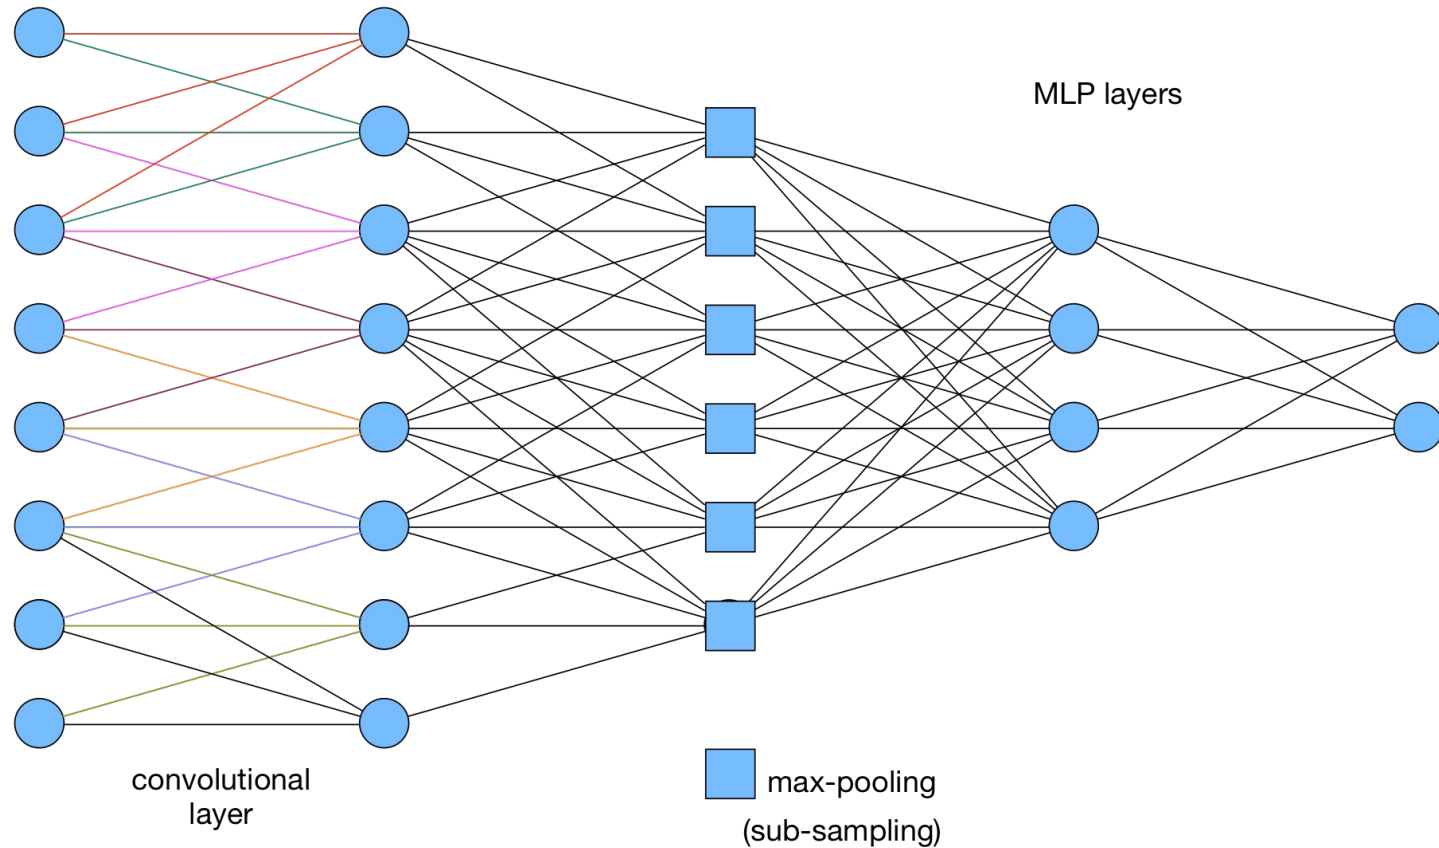 MLP layers
convolutional
layer
max-pooling
(sub-sampling)